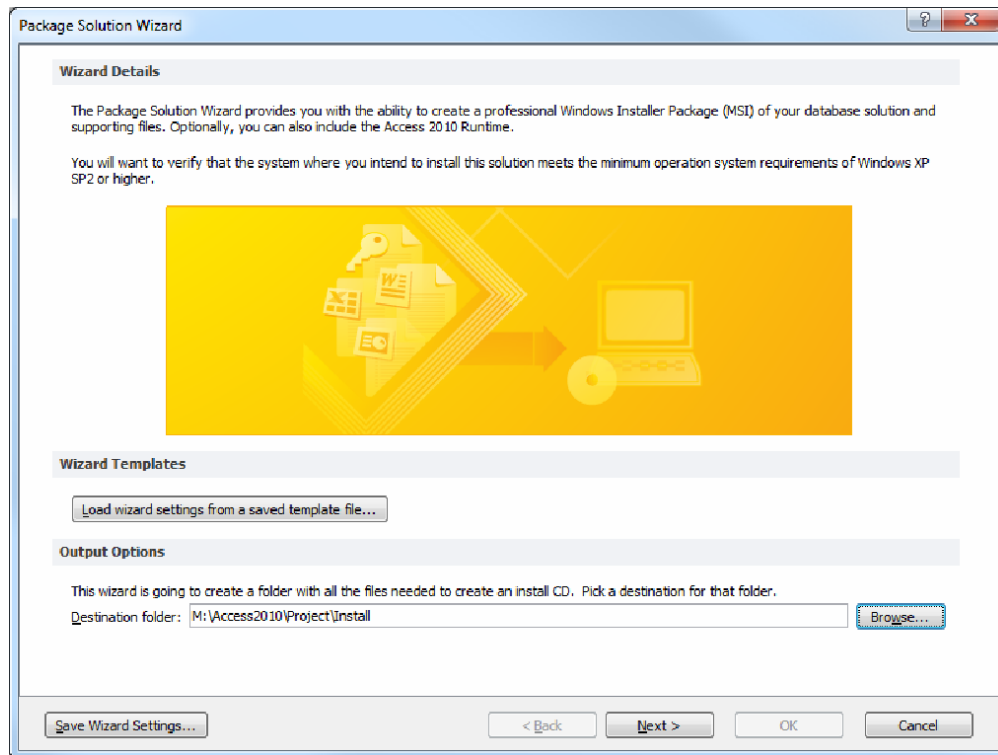 Package Solution Wizard
?
X
Wizard Details
The Package Solution Wizard provides you with the ability to create a professional Windows Installer Package (MSI) of your database solution and
supporting files. Optionally, you can also include the Access 2010 Runtime.
You will want to verify that the system where you intend to install this solution meets the minimum operation system requirements of Windows XP
SP2 or higher.
W
X
Wizard Templates
Load wizard settings from a saved template file...
Output Options
This wizard is going to create a folder with all the files needed to create an install CD. Pick a destination for that folder.
Destination folder: M:\Access2010\Project\Install Browse...
Save Wizard Settings... < Back Next > OK Cancel